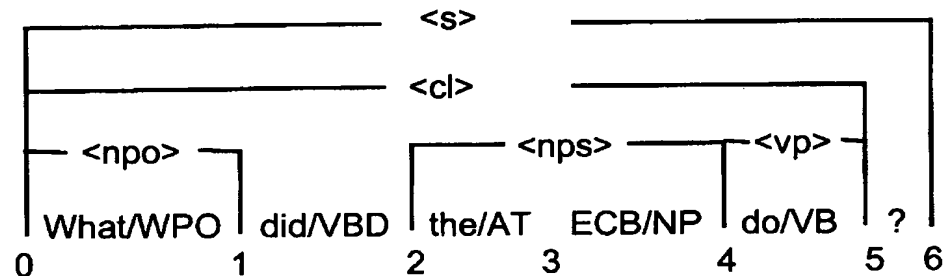 <s>
<cl>
<npo> <nps> <vp>
What/WPO did/VBD the/AT ECB/NP do/VB ?
0 1 2 3 4 5 6